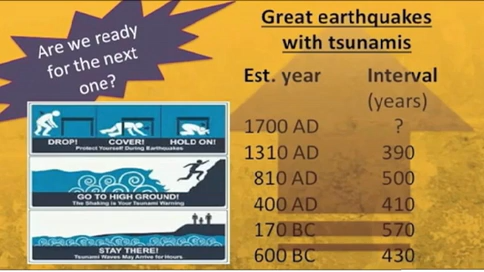 Are we ready
for the next
one?
Great earthquakes
with tsunamis
Est. year Interval
(years)
1700 AD ?
1310 AD 390
810 AD 500
400 AD 410
170 BC 570
600 BC 430
DROP! COVER! HOLD ON!
Protect Yourself During Earthquakes
GO TO HIGH GROUND!
The Shaking is Your Tsunami Warning
STAY THERE!
Tsunami Waves May Arrive for Hours